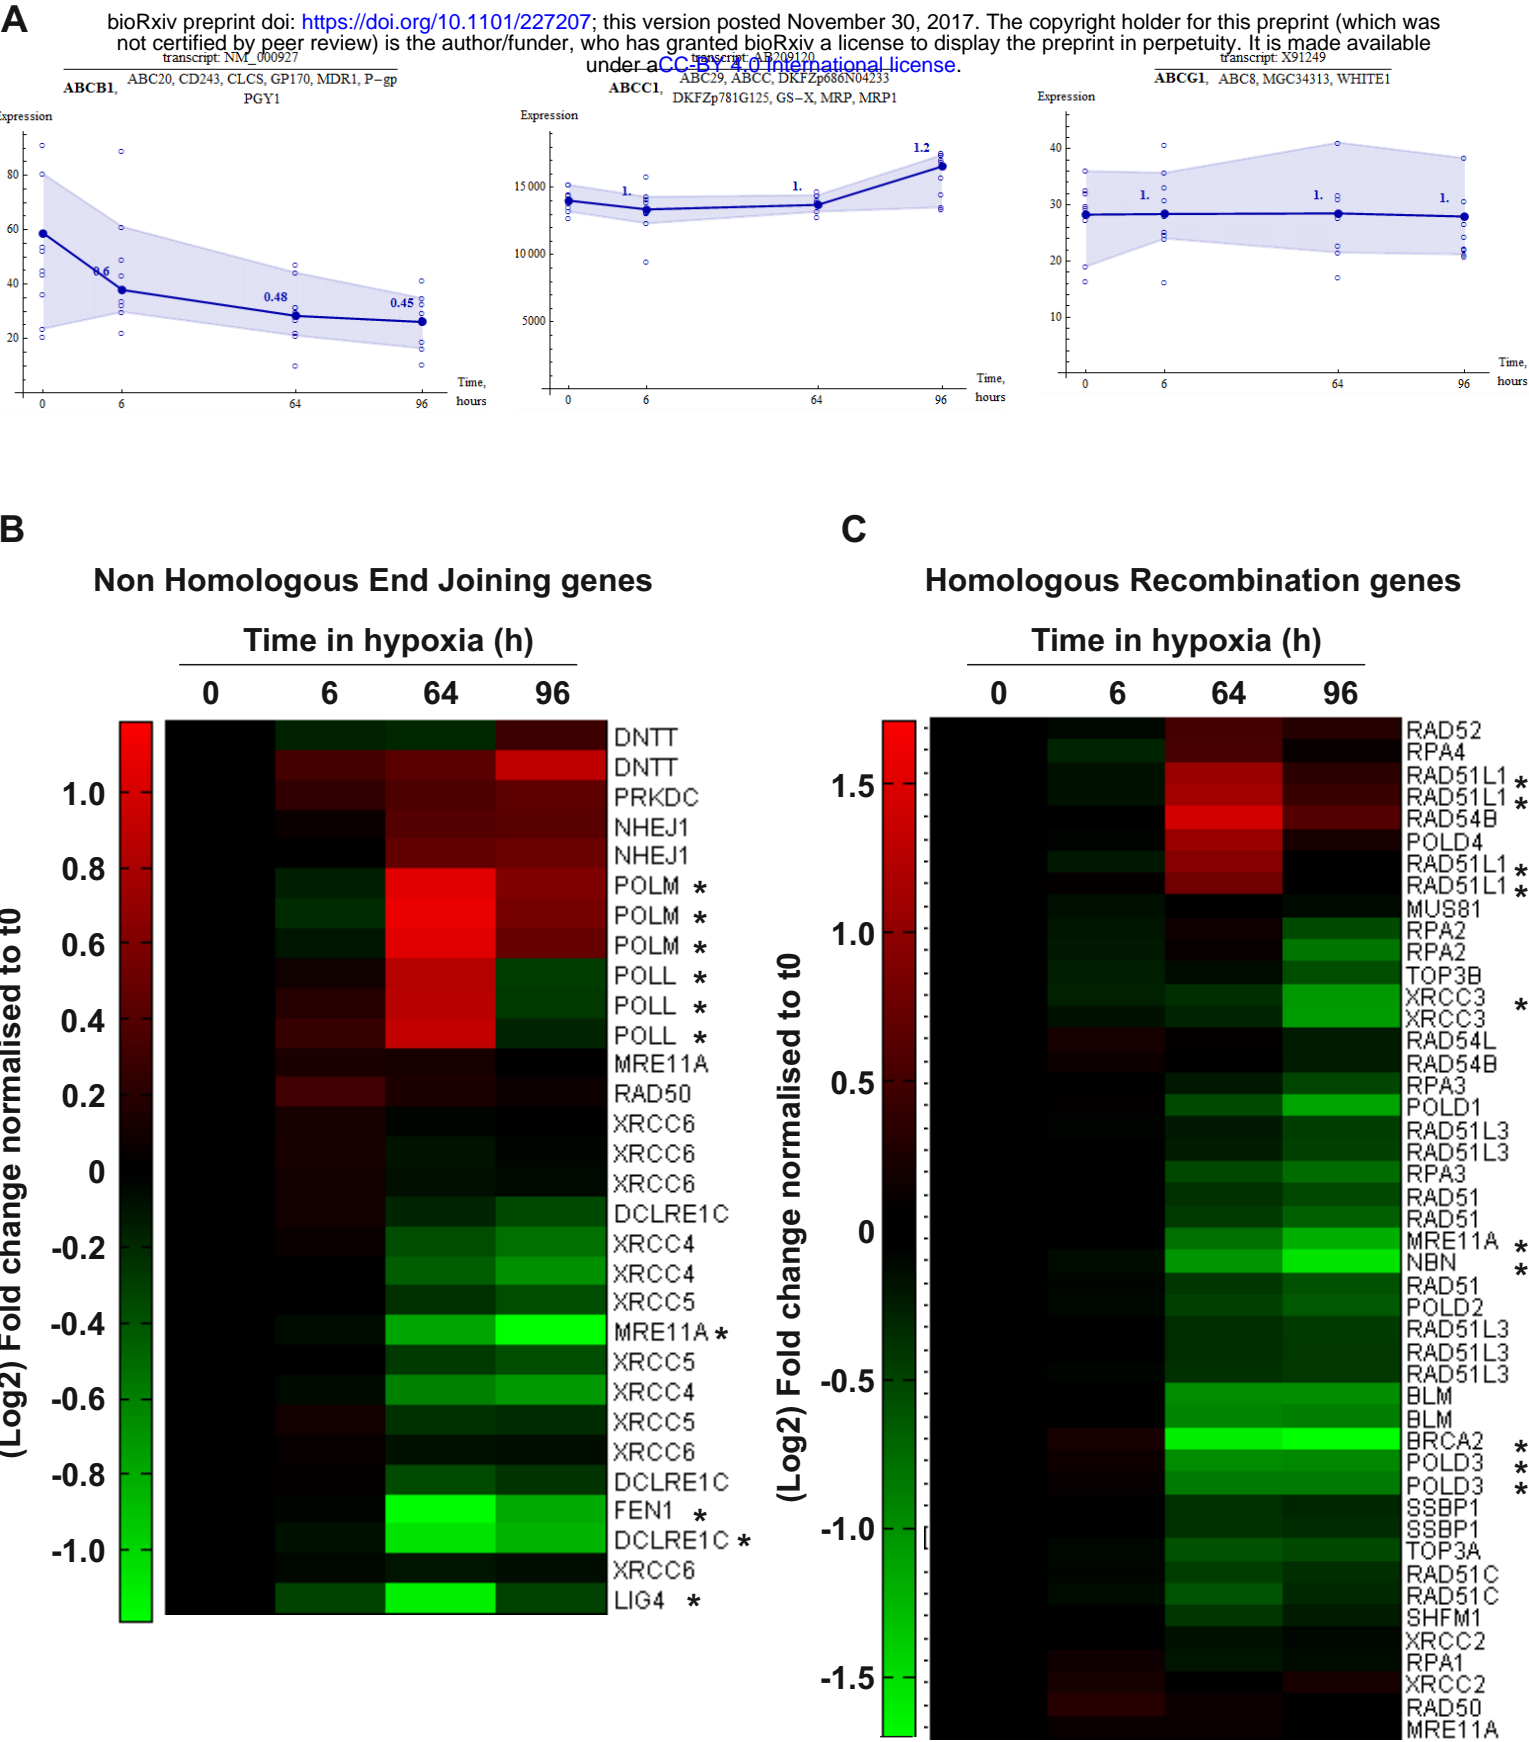 A
bioRxiv preprint doi: https://doi.org/10.1101/227207; this version posted November 30, 2017. The copyright holder for this preprint (which was
not certified by peer review) is the author/funder, who has granted bioRxiv a license to display the preprint in perpetuity. It is made available
under aCC-BY 4.0 International license.
transcript: NM_000927
ABCB1, ABC20, CD243, CLCS, GP170, MDR1, P-gp
PGY1
Expression
80
60
40
20
0.6
0.48
0.45
0 6 64 96
Time,
hours
transcript: AB209120
ABCC1, ABC29, ABCC, DKFZp686N04233
DKFZp781G125, GS-X, MRP, MRP1
Expression
15000
10000
5000
1.
1.
1.2
0 6 64 96
Time,
hours
transcript: X91249
ABCG1, ABC8, MGC34313, WHITE1
Expression
40
30
20
10
1.
1.
1.
0 6 64 96
Time,
hours
B
Non Homologous End Joining genes
Time in hypoxia (h)
0 6 64 96
(Log2) Fold change normalised to t0
1.0
0.8
0.6
0.4
0.2
0
-0.2
-0.4
-0.6
-0.8
-1.0
DNTT
DNTT
PRKDC
NHEJ1
NHEJ1
POLM *
POLM *
POLM *
POLL *
POLL *
POLL *
MRE11A
RAD50
XRCC6
XRCC6
XRCC6
DCLRE1C
XRCC4
XRCC4
XRCC5
MRE11A *
XRCC5
XRCC4
XRCC5
XRCC6
DCLRE1C
FEN1 *
DCLRE1C *
XRCC6
LIG4 *
C
Homologous Recombination genes
Time in hypoxia (h)
0 6 64 96
(Log2) Fold change normalised to t0
1.5
1.0
0.5
0
-0.5
-1.0
-1.5
RAD52
RPA4
RAD51L1 *
RAD51L1 *
RAD54B
POLD4
RAD51L1 *
RAD51L1 *
MUS81
RPA2
RPA2
TOP3B
XRCC3 *
XRCC3
RAD54L
RAD54B
RPA3
POLD1
RAD51L3
RAD51L3
RPA3
RAD51
RAD51
MRE11A *
NBN *
RAD51
POLD2
RAD51L3
RAD51L3
RAD51L3
BLM
BLM
BRCA2 *
POLD3 *
POLD3 *
SSBP1
SSBP1
TOP3A
RAD51C
RAD51C
SHFM1
XRCC2
RPA1
XRCC2
RAD50
MRE11A